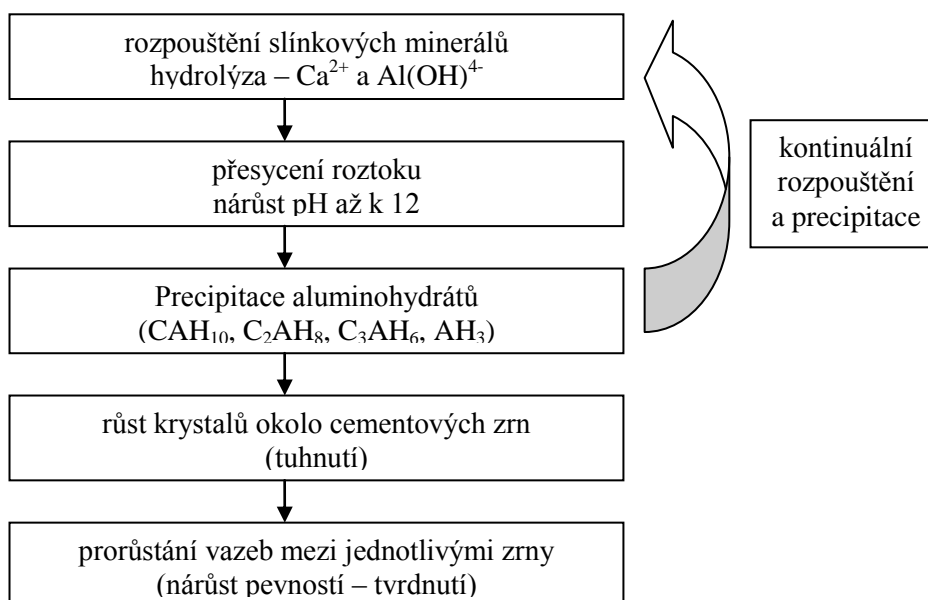 rozpouštění slínkových minerálů
hydrolýza – Ca²⁺ a Al(OH)⁴⁻
přesycení roztoku
nárůst pH až k 12
Precipitace aluminohydrátů
(CAH₁₀, C₂AH₈, C₃AH₆, AH₃)
růst krystalů okolo cementových zrn
(tuhnutí)
prorůstání vazeb mezi jednotlivými zrny
(nárůst pevností – tvrdnutí)
kontinuální
rozpouštění
a precipitace